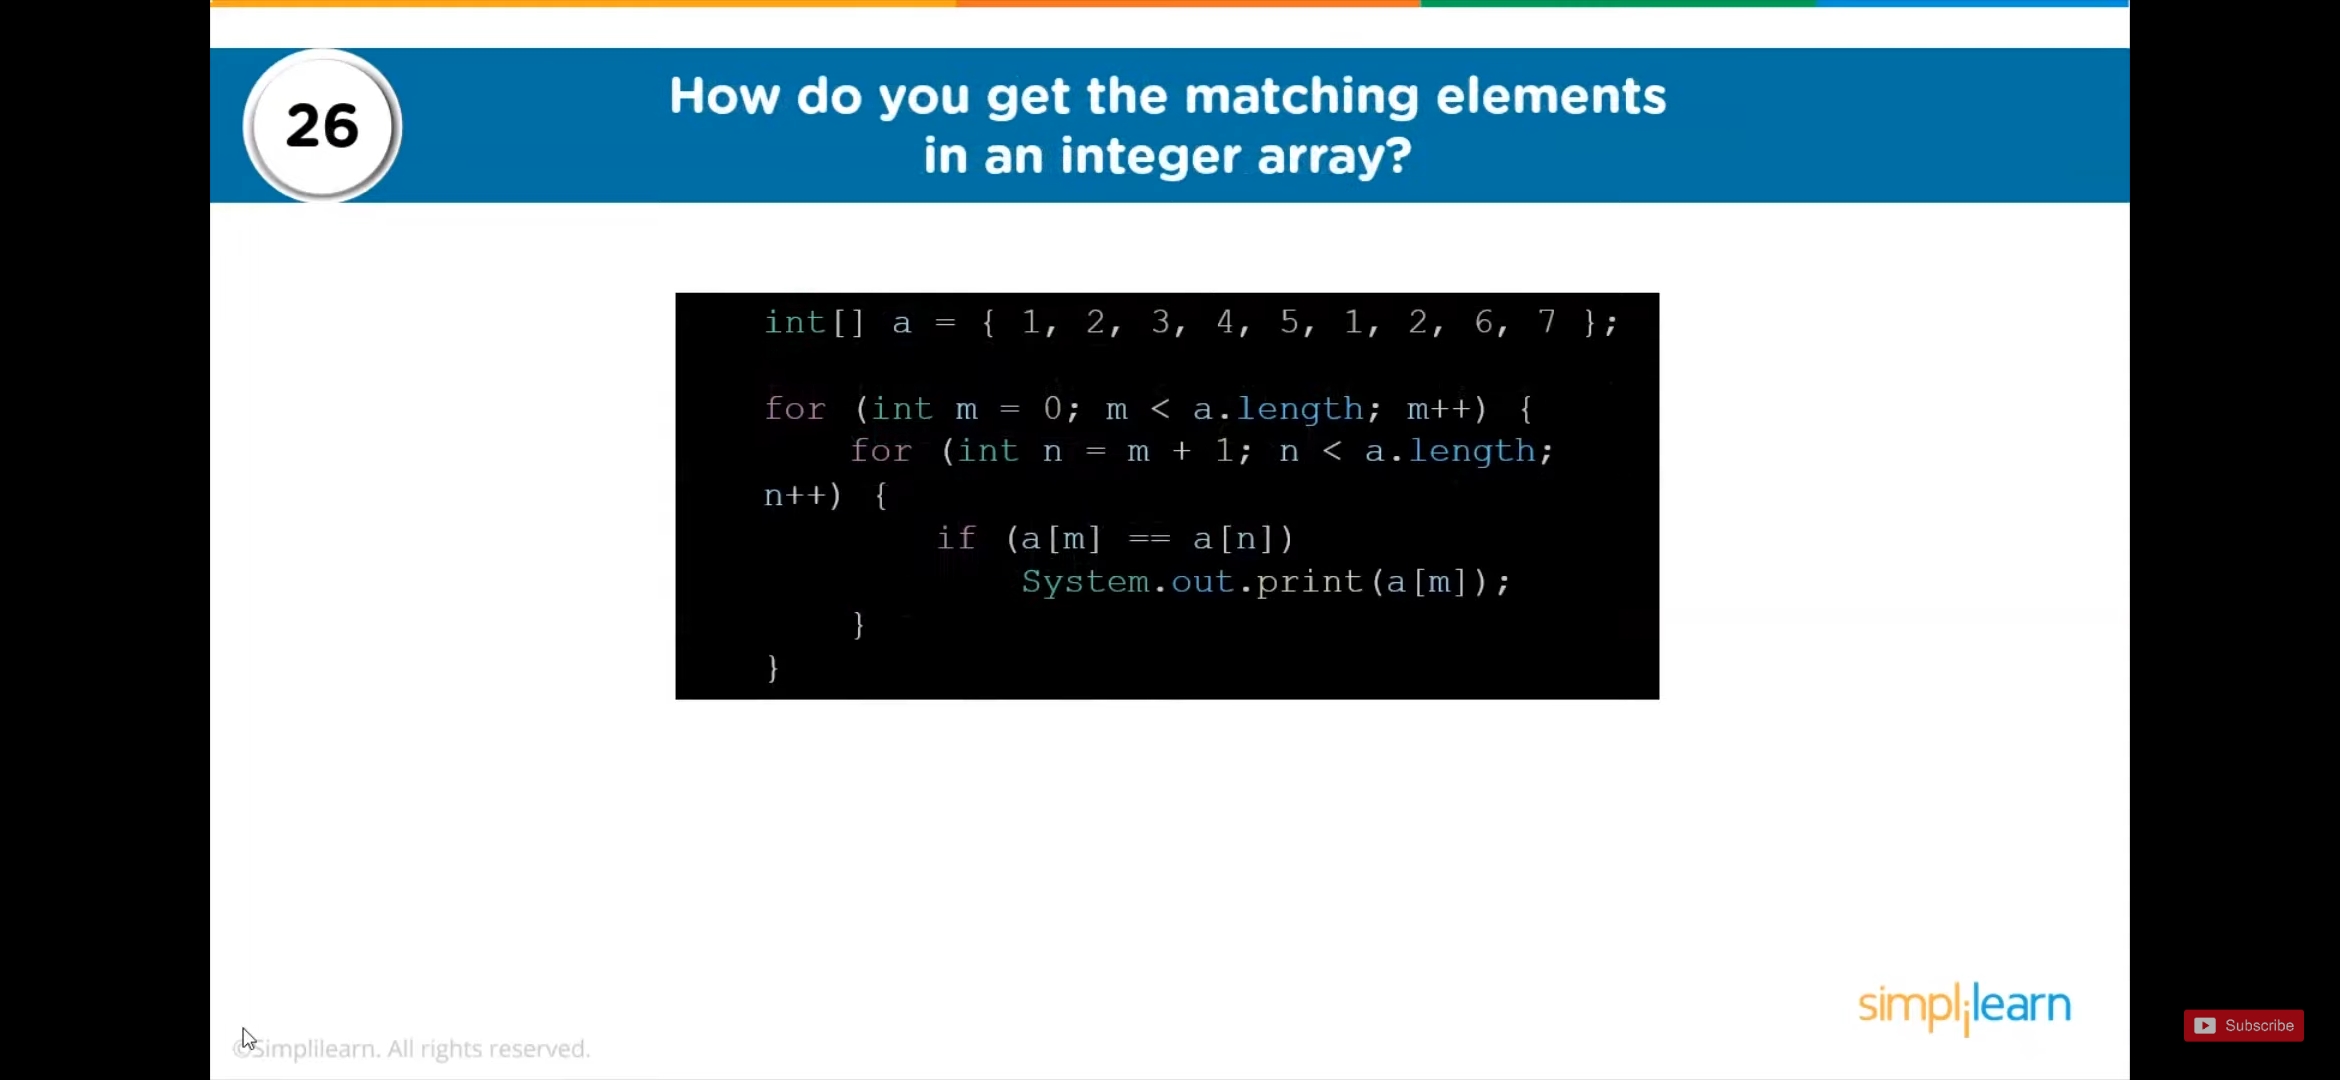 26
How do you get the matching elements
in an integer array?
int[] a = { 1, 2, 3, 4, 5, 1, 2, 6, 7 };
for (int m = 0; m < a.length; m++) {
for (int n = m + 1; n < a.length;
n++) {
if (a[m] == a[n])
System.out.print(a[m]);
}
}
simplilearn
©Simplilearn. All rights reserved.
Subscribe